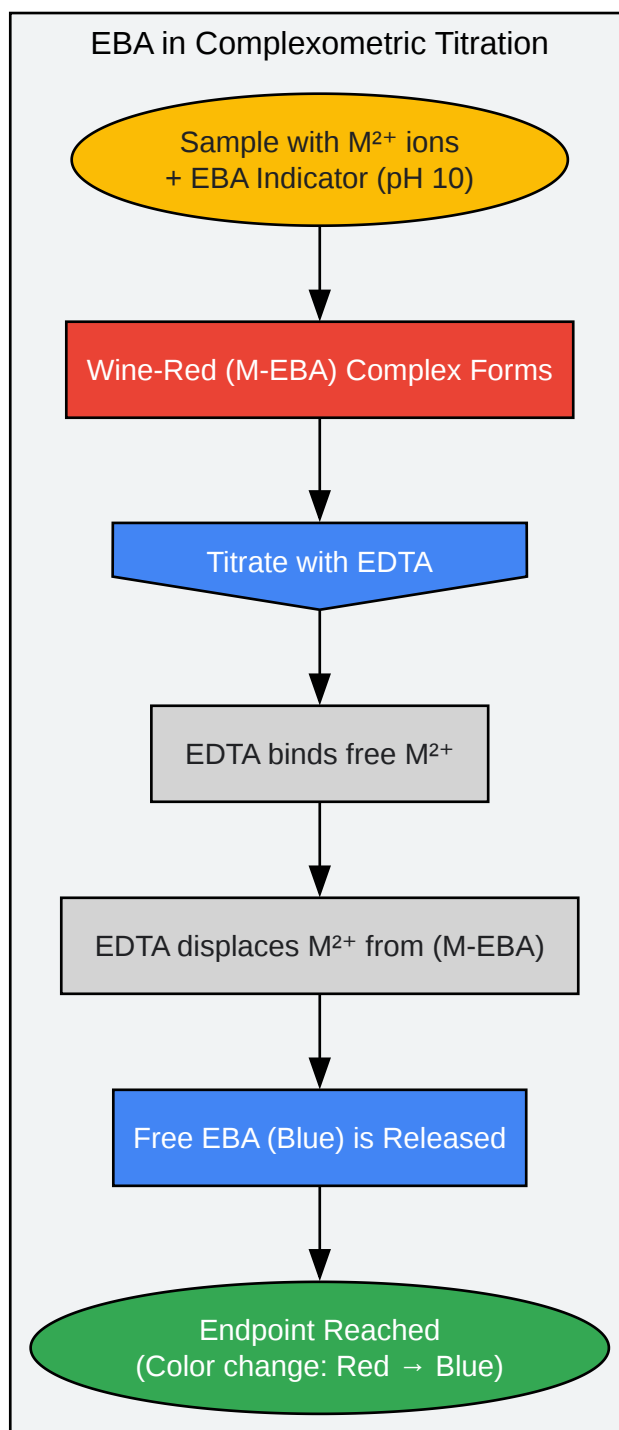 EBA in Complexometric Titration
Sample with M²⁺ ions
+ EBA Indicator (pH 10)
Wine-Red (M-EBA) Complex Forms
Titrate with EDTA
EDTA binds free M²⁺
EDTA displaces M²⁺ from (M-EBA)
Free EBA (Blue) is Released
Endpoint Reached
(Color change: Red → Blue)